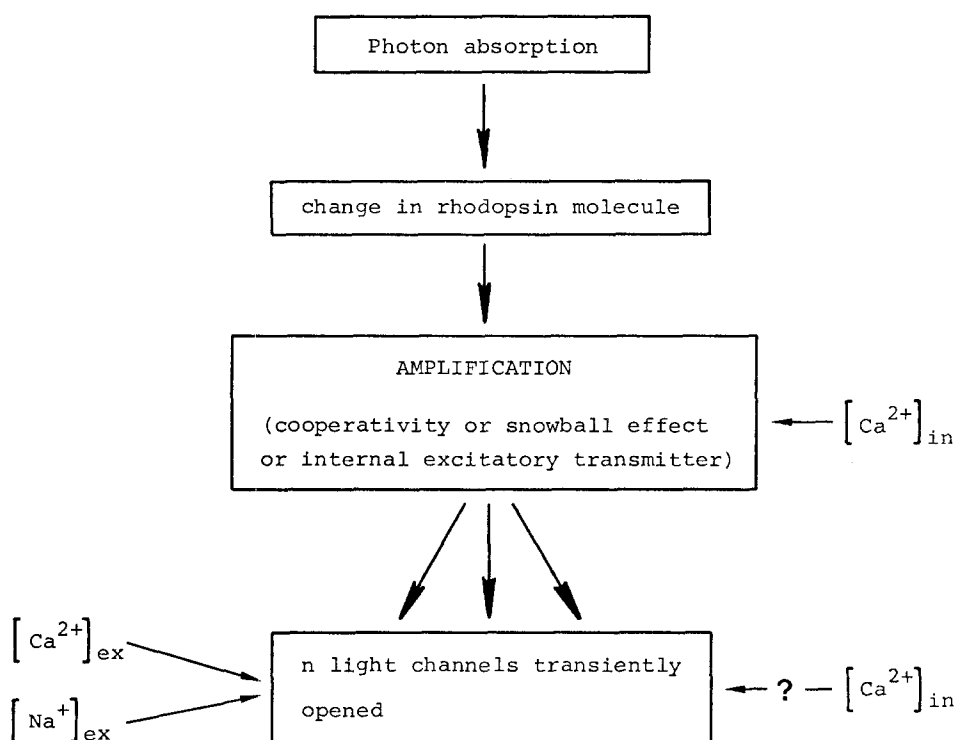 Photon absorption
change in rhodopsin molecule
AMPLIFICATION
(cooperativity or snowball effect
or internal excitatory transmitter)
[Ca2+]in
[Ca2+]ex
[Na+]ex
n light channels transiently
opened
? [Ca2+]in